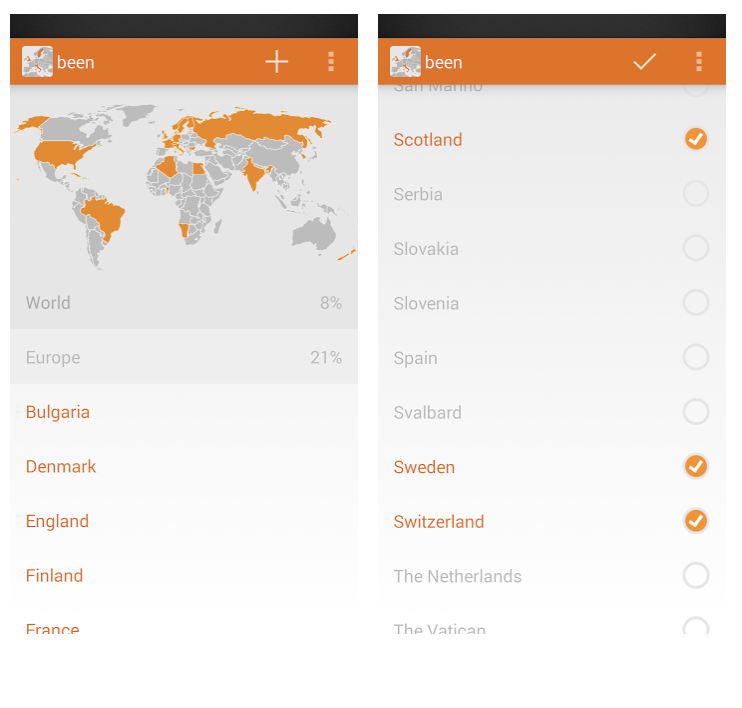 been
World 8%
Europe 21%
Bulgaria
Denmark
England
Finland
France
been
San Marino
Scotland
Serbia
Slovakia
Slovenia
Spain
Svalbard
Sweden
Switzerland
The Netherlands
The Vatican